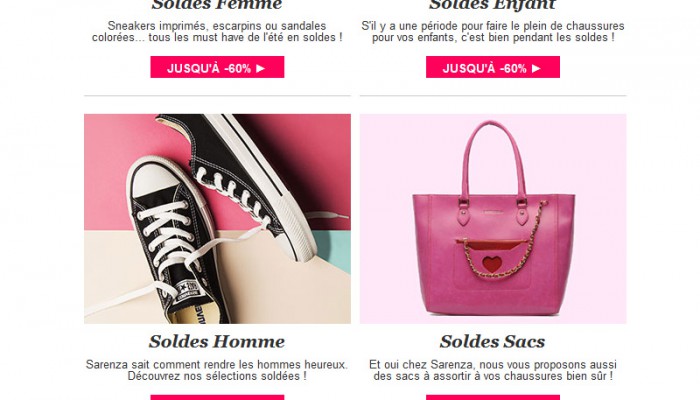 Soldes Femme
Sneakers imprimés, escarpins ou sandales
colorées... tous les must have de l'été en soldes !
JUSQU'À -60% ►
Soldes Enfant
S'il y a une période pour faire le plein de chaussures
pour vos enfants, c'est bien pendant les soldes !
JUSQU'À -60% ►
Soldes Homme
Sarenza sait comment rendre les hommes heureux.
Découvrez nos sélections soldées !
Soldes Sacs
Et oui chez Sarenza, nous vous proposons aussi
des sacs à assortir à vos chaussures bien sûr !